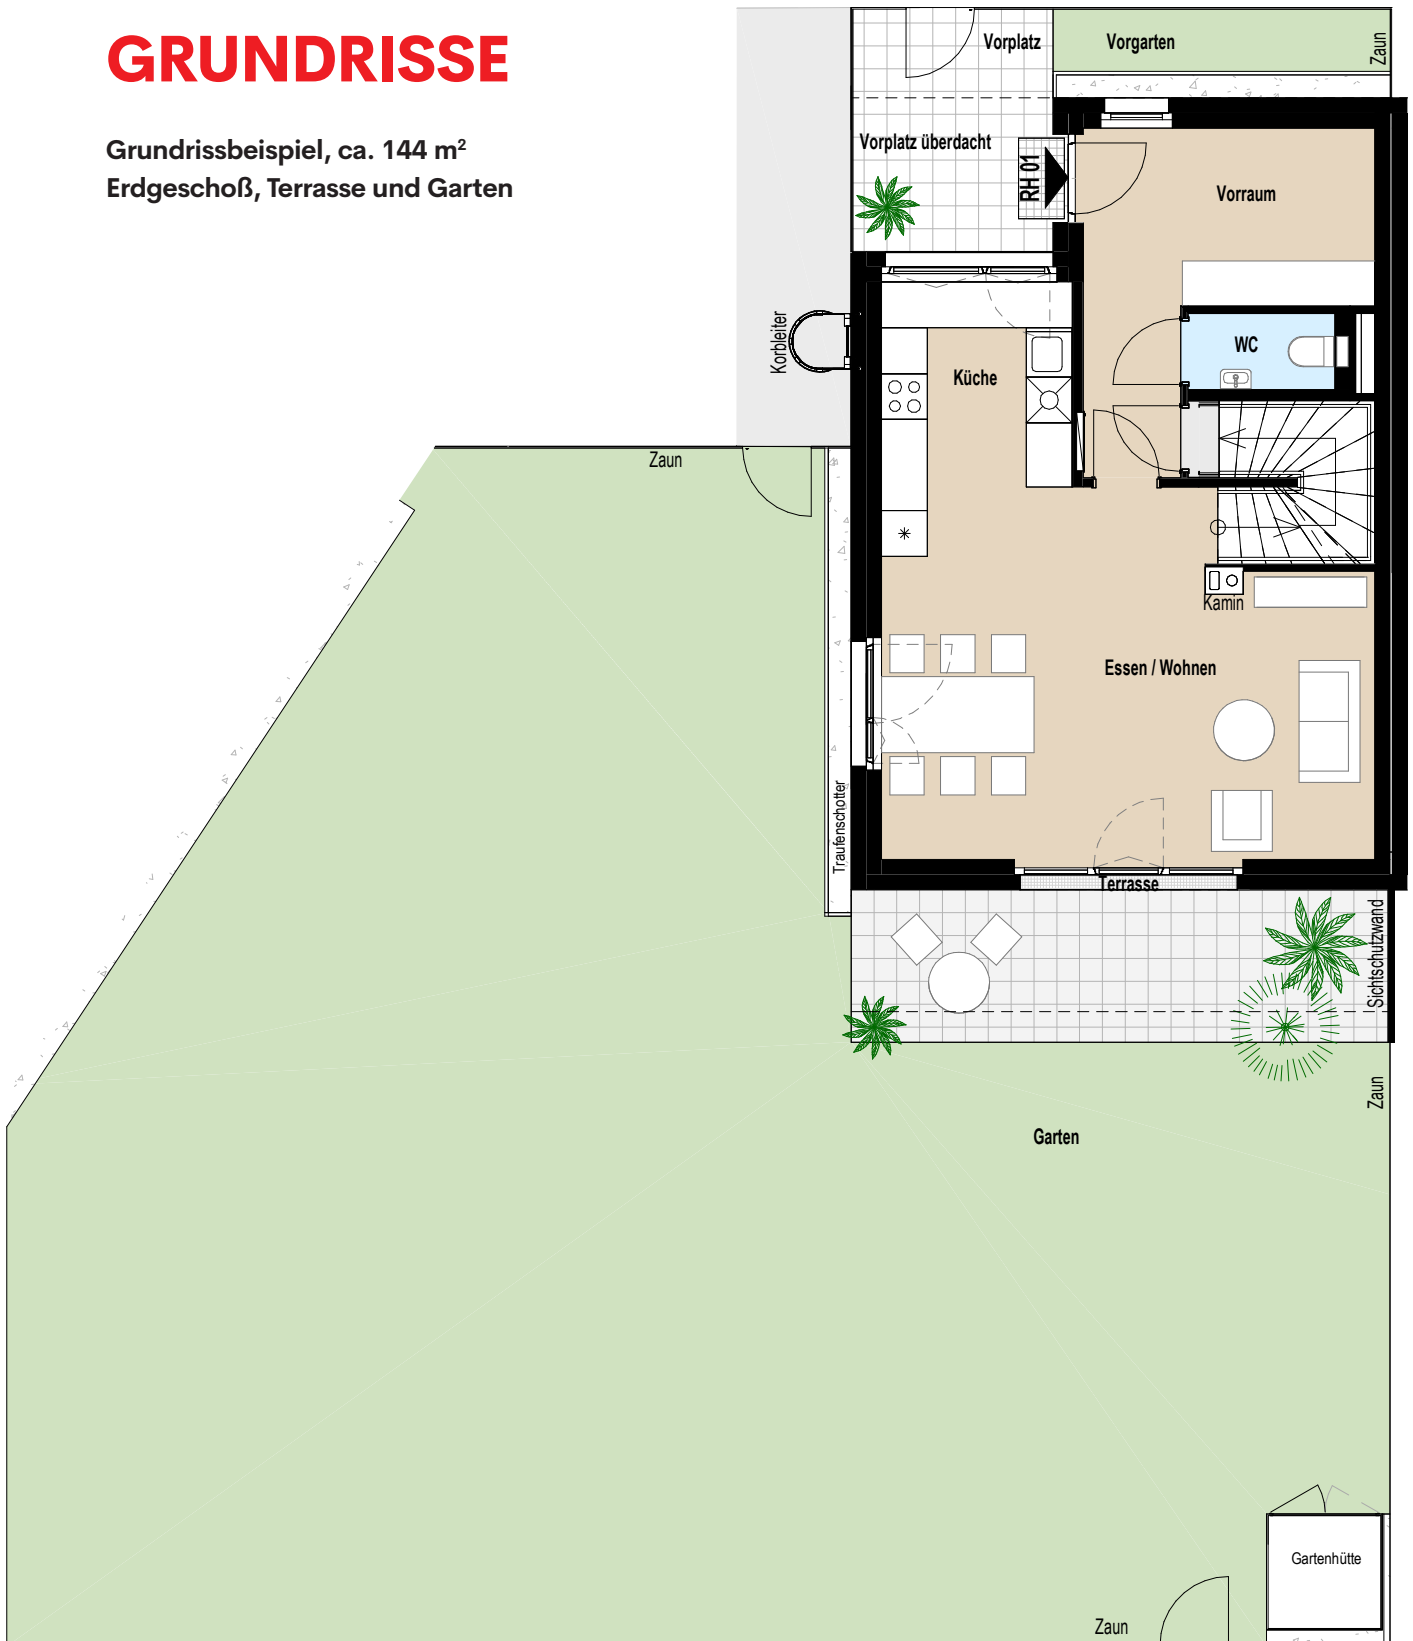 GRUNDRISSE
Grundrissbeispiel, ca. 144 m²
Erdgeschoß, Terrasse und Garten
Vorplatz
Vorgarten
Zaun
Vorplatz überdacht
RH 01
Vorraum
Korbleiter
WC
Küche
Zaun
Kamin
Essen / Wohnen
Traufenschotter
Terrasse
Sichtschutzwand
Zaun
Garten
Gartenhütte
Zaun